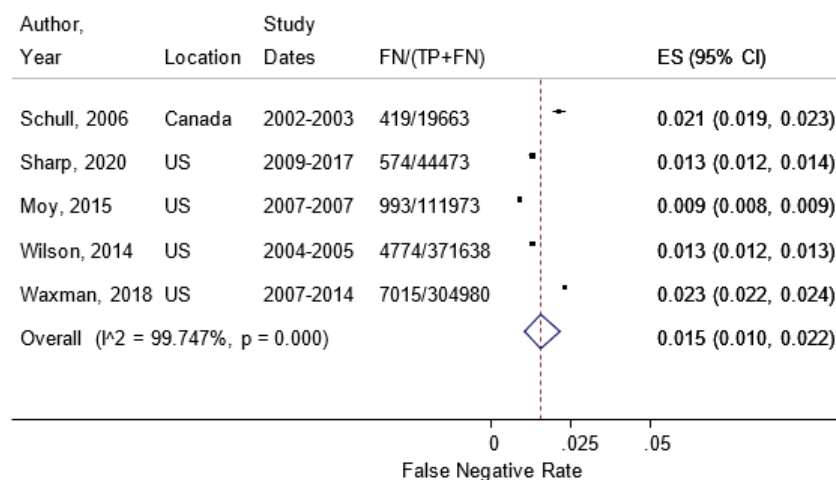 Author, Study
Year Location Dates FN/(TP+FN) ES (95% CI)
Schull, 2006 Canada 2002-2003 419/19663 0.021 (0.019, 0.023)
Sharp, 2020 US 2009-2017 574/44473 0.013 (0.012, 0.014)
Moy, 2015 US 2007-2007 993/111973 0.009 (0.008, 0.009)
Wilson, 2014 US 2004-2005 4774/371638 0.013 (0.012, 0.013)
Waxman, 2018 US 2007-2014 7015/304980 0.023 (0.022, 0.024)
Overall (I^2 = 99.747%, p = 0.000) 0.015 (0.010, 0.022)
0 .025 .05
False Negative Rate